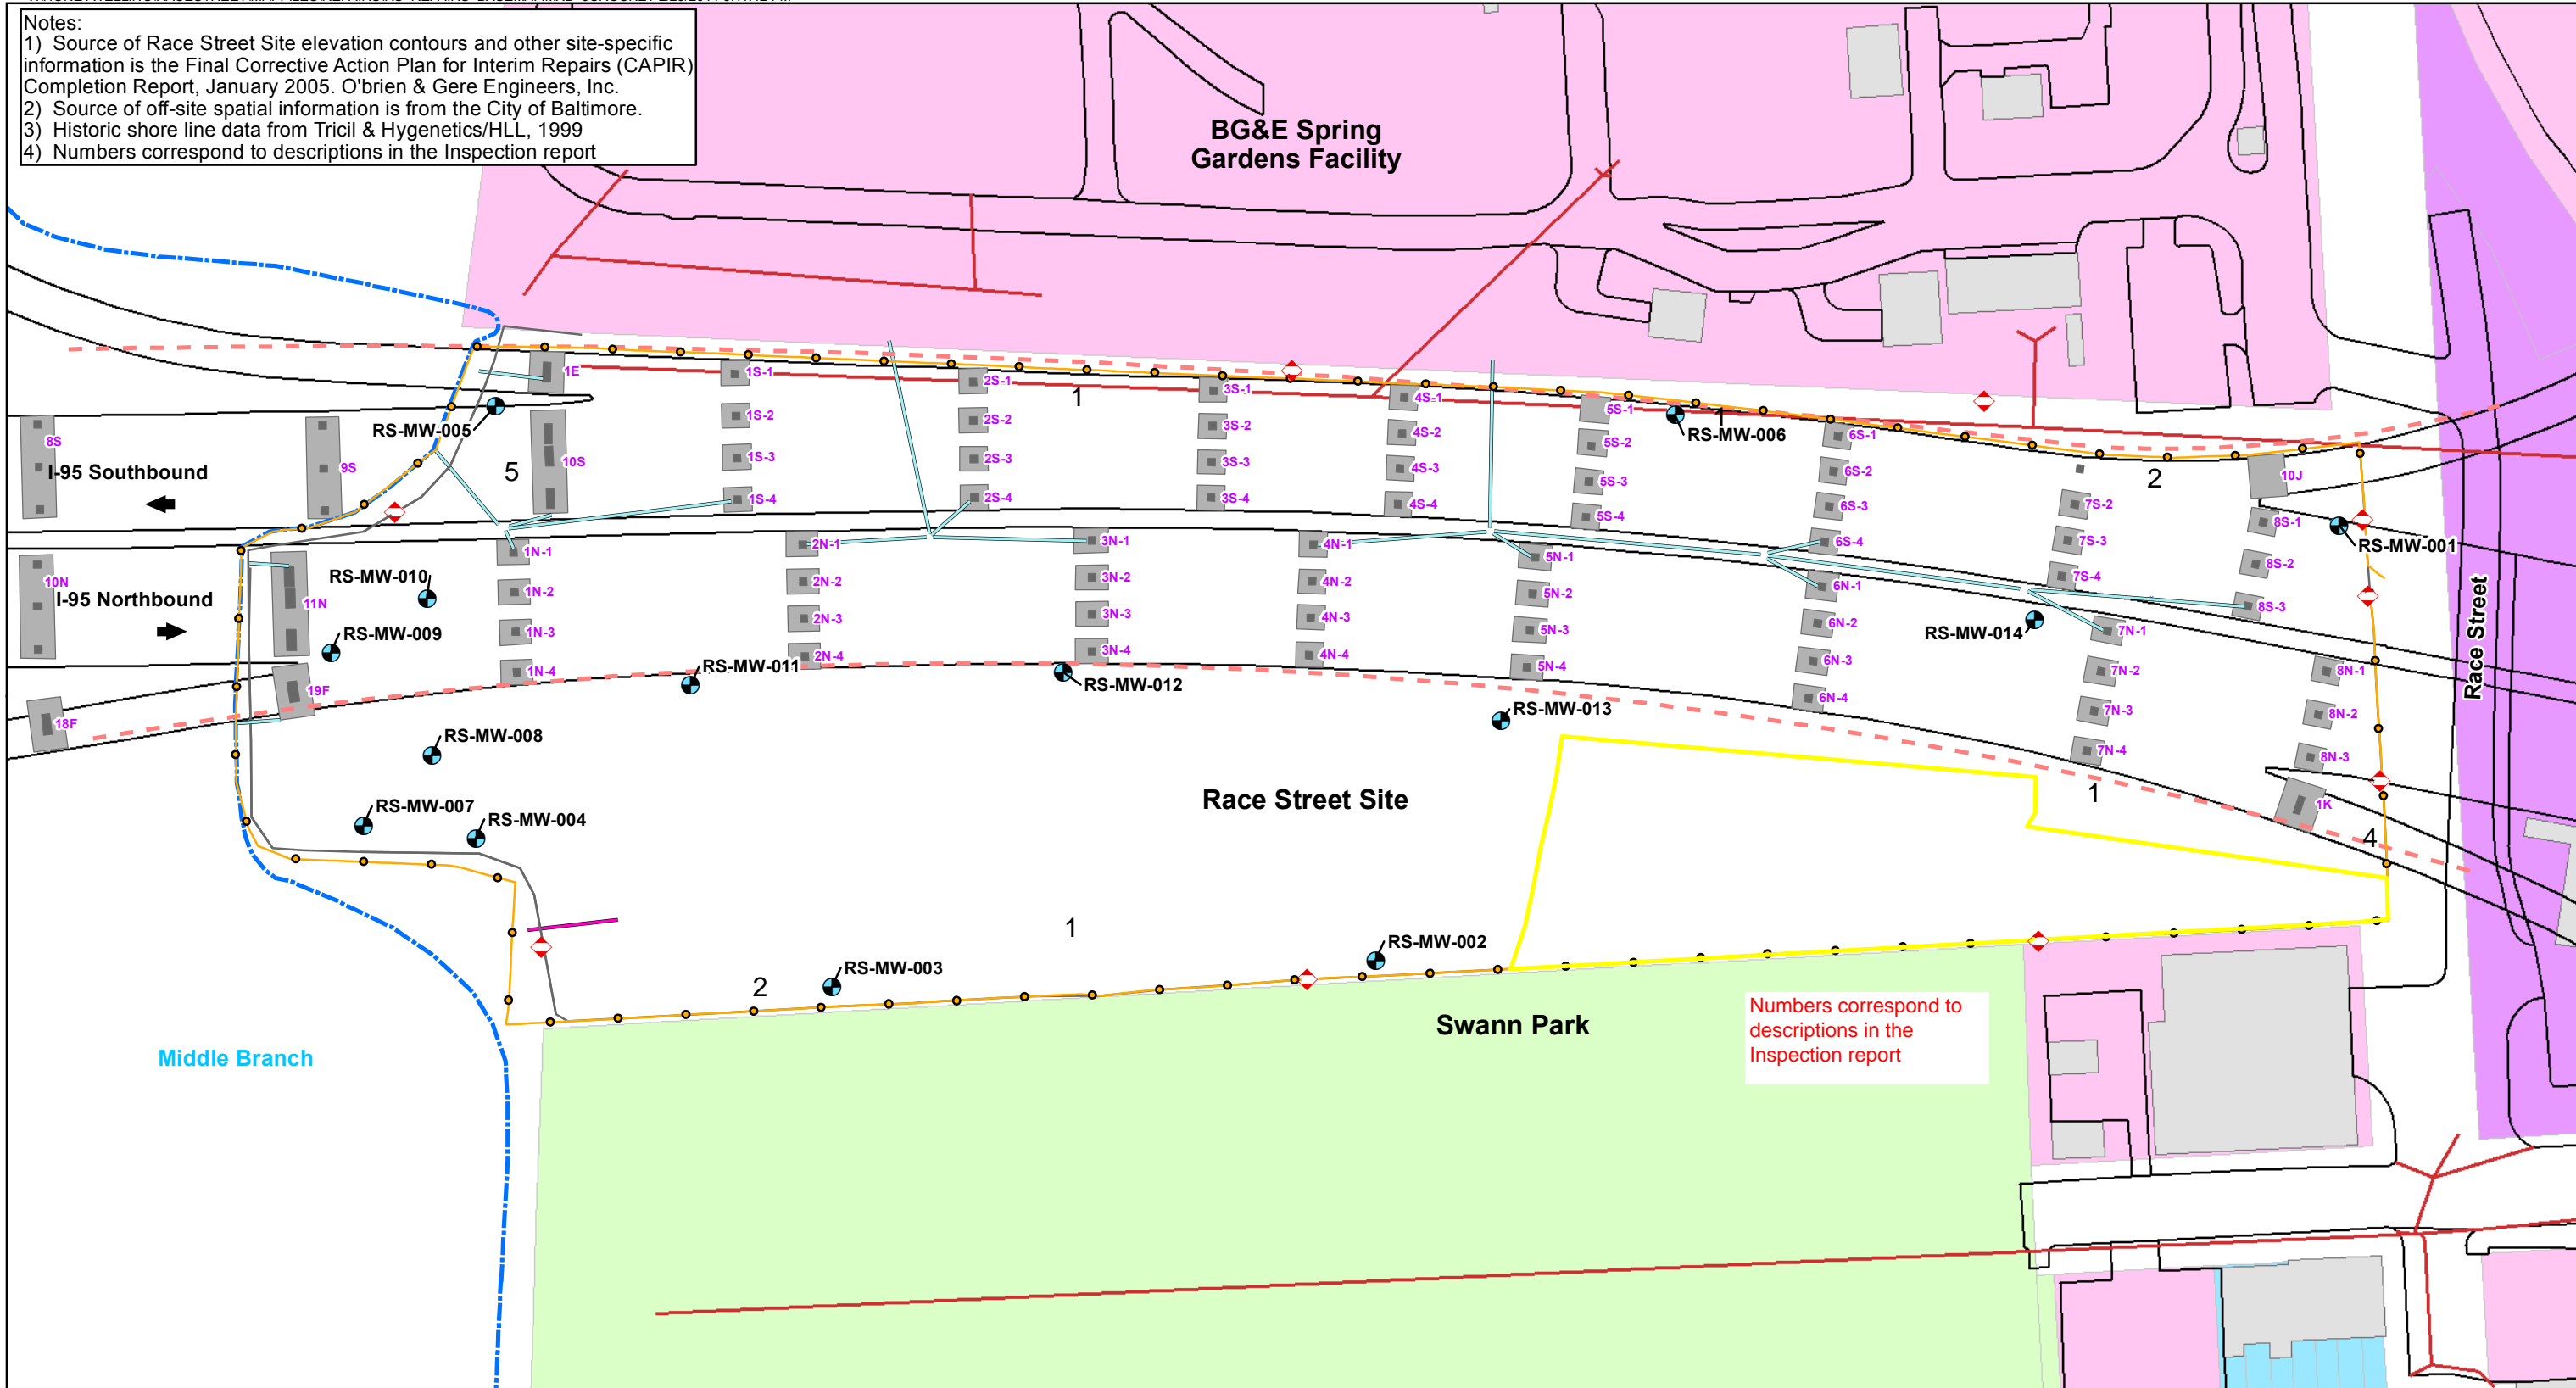 Notes:
1) Source of Race Street Site elevation contours and other site-specific
information is the Final Corrective Action Plan for Interim Repairs (CAPIR)
Completion Report, January 2005. O'brien & Gere Engineers, Inc.
2) Source of off-site spatial information is from the City of Baltimore.
3) Historic shore line data from Tricil & Hygenetics/HLL, 1999
4) Numbers correspond to descriptions in the Inspection report
BG&E Spring
Gardens Facility
1E
1S-1
2S-1
3S-1
4S-1
5S-1
6S-1
1
1
RS-MW-005
RS-MW-006
1S-2
2S-2
3S-2
4S-2
5S-2
6S-2
7S-2
8S
9S
10S
5
1S-3
2S-3
3S-3
4S-3
5S-3
6S-3
7S-3
2
10J
I-95 Southbound
1S-4
2S-4
3S-4
4S-4
5S-4
6S-4
7S-4
8S-1
8S-2
8S-3
RS-MW-001
1N-1
2N-1
3N-1
4N-1
5N-1
6N-1
7N-1
8N-1
10N
11N
I-95 Northbound
RS-MW-010
RS-MW-009
RS-MW-014
1N-2
2N-2
3N-2
4N-2
5N-2
6N-2
7N-2
8N-2
1N-3
2N-3
3N-3
4N-3
5N-3
6N-3
7N-3
8N-3
1N-4
2N-4
3N-4
4N-4
5N-4
6N-4
7N-4
Race Street
RS-MW-011
RS-MW-012
RS-MW-013
18F
19F
RS-MW-008
RS-MW-007
RS-MW-004
Race Street Site
1
1K
4
1
2
RS-MW-003
RS-MW-002
Swann Park
Middle Branch
Numbers correspond to
descriptions in the
Inspection report